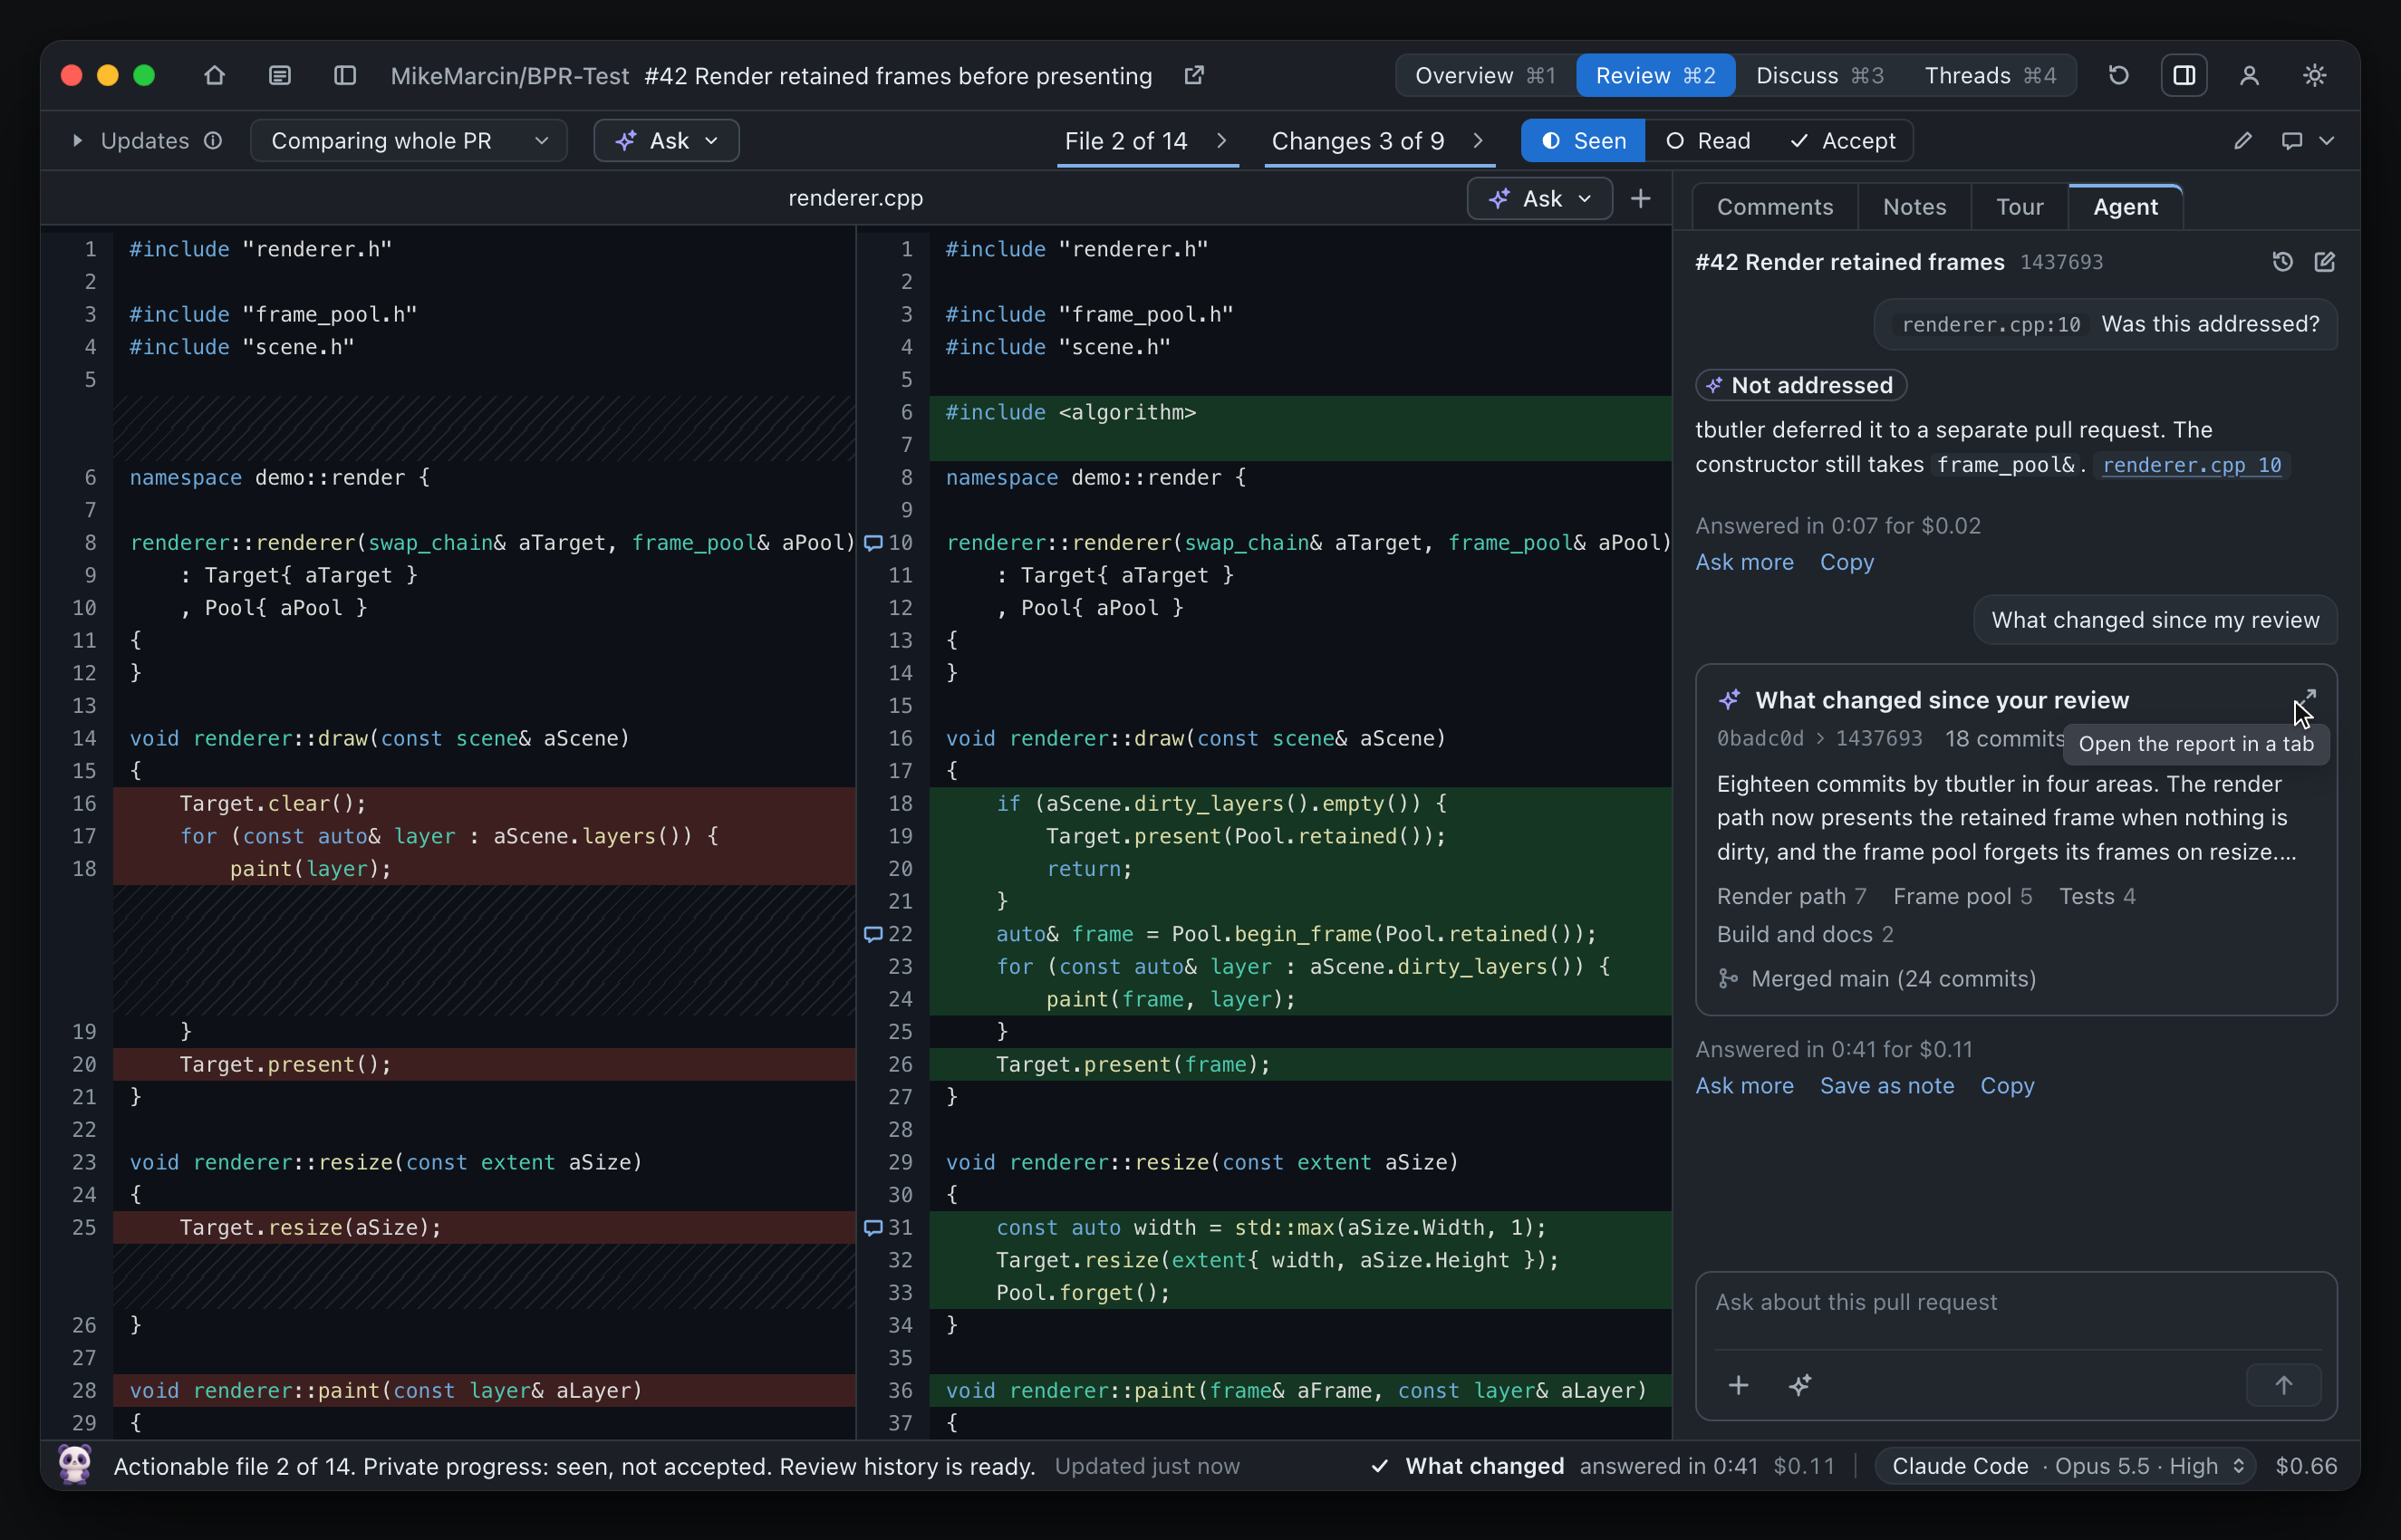 MikeMarcin/BPR-Test #42 Render retained frames before presenting
Overview ⌘1 Review ⌘2 Discuss ⌘3 Threads ⌘4
Updates Comparing whole PR Ask File 2 of 14 Changes 3 of 9 Seen Read Accept
renderer.cpp Ask
1 #include "renderer.h"
2
3 #include "frame_pool.h"
4 #include "scene.h"
5
6 namespace demo::render {
7
8 renderer::renderer(swap_chain& aTarget, frame_pool& aPool)
9     : Target{ aTarget }
10     , Pool{ aPool }
11 {
12 }
13
14 void renderer::draw(const scene& aScene)
15 {
16     Target.clear();
17     for (const auto& layer : aScene.layers()) {
18         paint(layer);
19     }
20     Target.present();
21 }
22
23 void renderer::resize(const extent aSize)
24 {
25     Target.resize(aSize);
26 }
27
28 void renderer::paint(const layer& aLayer)
29 {
1 #include "renderer.h"
2
3 #include "frame_pool.h"
4 #include "scene.h"
5
6 #include <algorithm>
7
8 namespace demo::render {
9
10 renderer::renderer(swap_chain& aTarget, frame_pool& aPool)
11     : Target{ aTarget }
12     , Pool{ aPool }
13 {
14 }
15
16 void renderer::draw(const scene& aScene)
17 {
18     if (aScene.dirty_layers().empty()) {
19         Target.present(Pool.retained());
20         return;
21     }
22     auto& frame = Pool.begin_frame(Pool.retained());
23     for (const auto& layer : aScene.dirty_layers()) {
24         paint(frame, layer);
25     }
26     Target.present(frame);
27 }
28
29 void renderer::resize(const extent aSize)
30 {
31     const auto width = std::max(aSize.Width, 1);
32     Target.resize(extent{ width, aSize.Height });
33     Pool.forget();
34 }
35
36 void renderer::paint(frame& aFrame, const layer& aLayer)
37 {
Comments Notes Tour Agent
#42 Render retained frames 1437693
renderer.cpp:10 Was this addressed?
Not addressed
tbutler deferred it to a separate pull request. The
constructor still takes frame_pool&. renderer.cpp 10
Answered in 0:07 for $0.02
Ask more Copy
What changed since my review
What changed since your review
0badc0d > 1437693 18 commits
Open the report in a tab
Eighteen commits by tbutler in four areas. The render
path now presents the retained frame when nothing is
dirty, and the frame pool forgets its frames on resize....
Render path 7 Frame pool 5 Tests 4
Build and docs 2
Merged main (24 commits)
Answered in 0:41 for $0.11
Ask more Save as note Copy
Ask about this pull request
Actionable file 2 of 14. Private progress: seen, not accepted. Review history is ready. Updated just now
What changed answered in 0:41 $0.11 Claude Code · Opus 5.5 · High $0.66